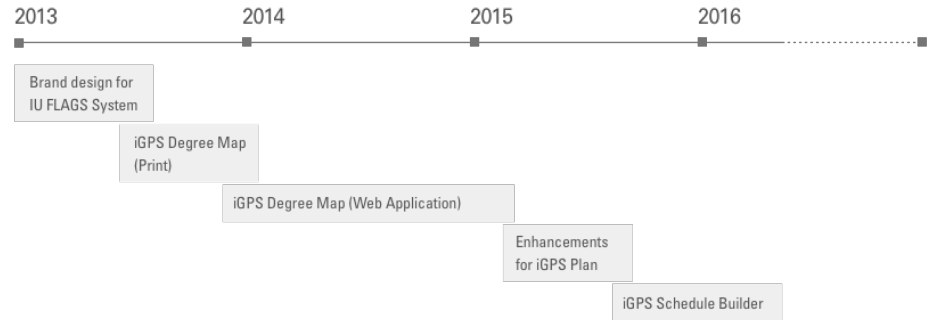 2013 2014 2015 2016
Brand design for
IU FLAGS System
iGPS Degree Map
(Print)
iGPS Degree Map (Web Application)
Enhancements
for iGPS Plan
iGPS Schedule Builder